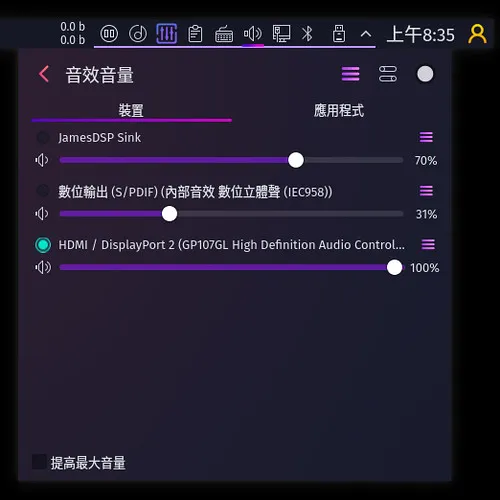 0.0 b
0.0 b
上午8:35
音效音量
裝置
應用程式
JamesDSP Sink
70%
數位輸出 (S/PDIF) (內部音效 數位立體聲 (IEC958))
31%
HDMI / DisplayPort 2 (GP107GL High Definition Audio Control...
100%
提高最大音量